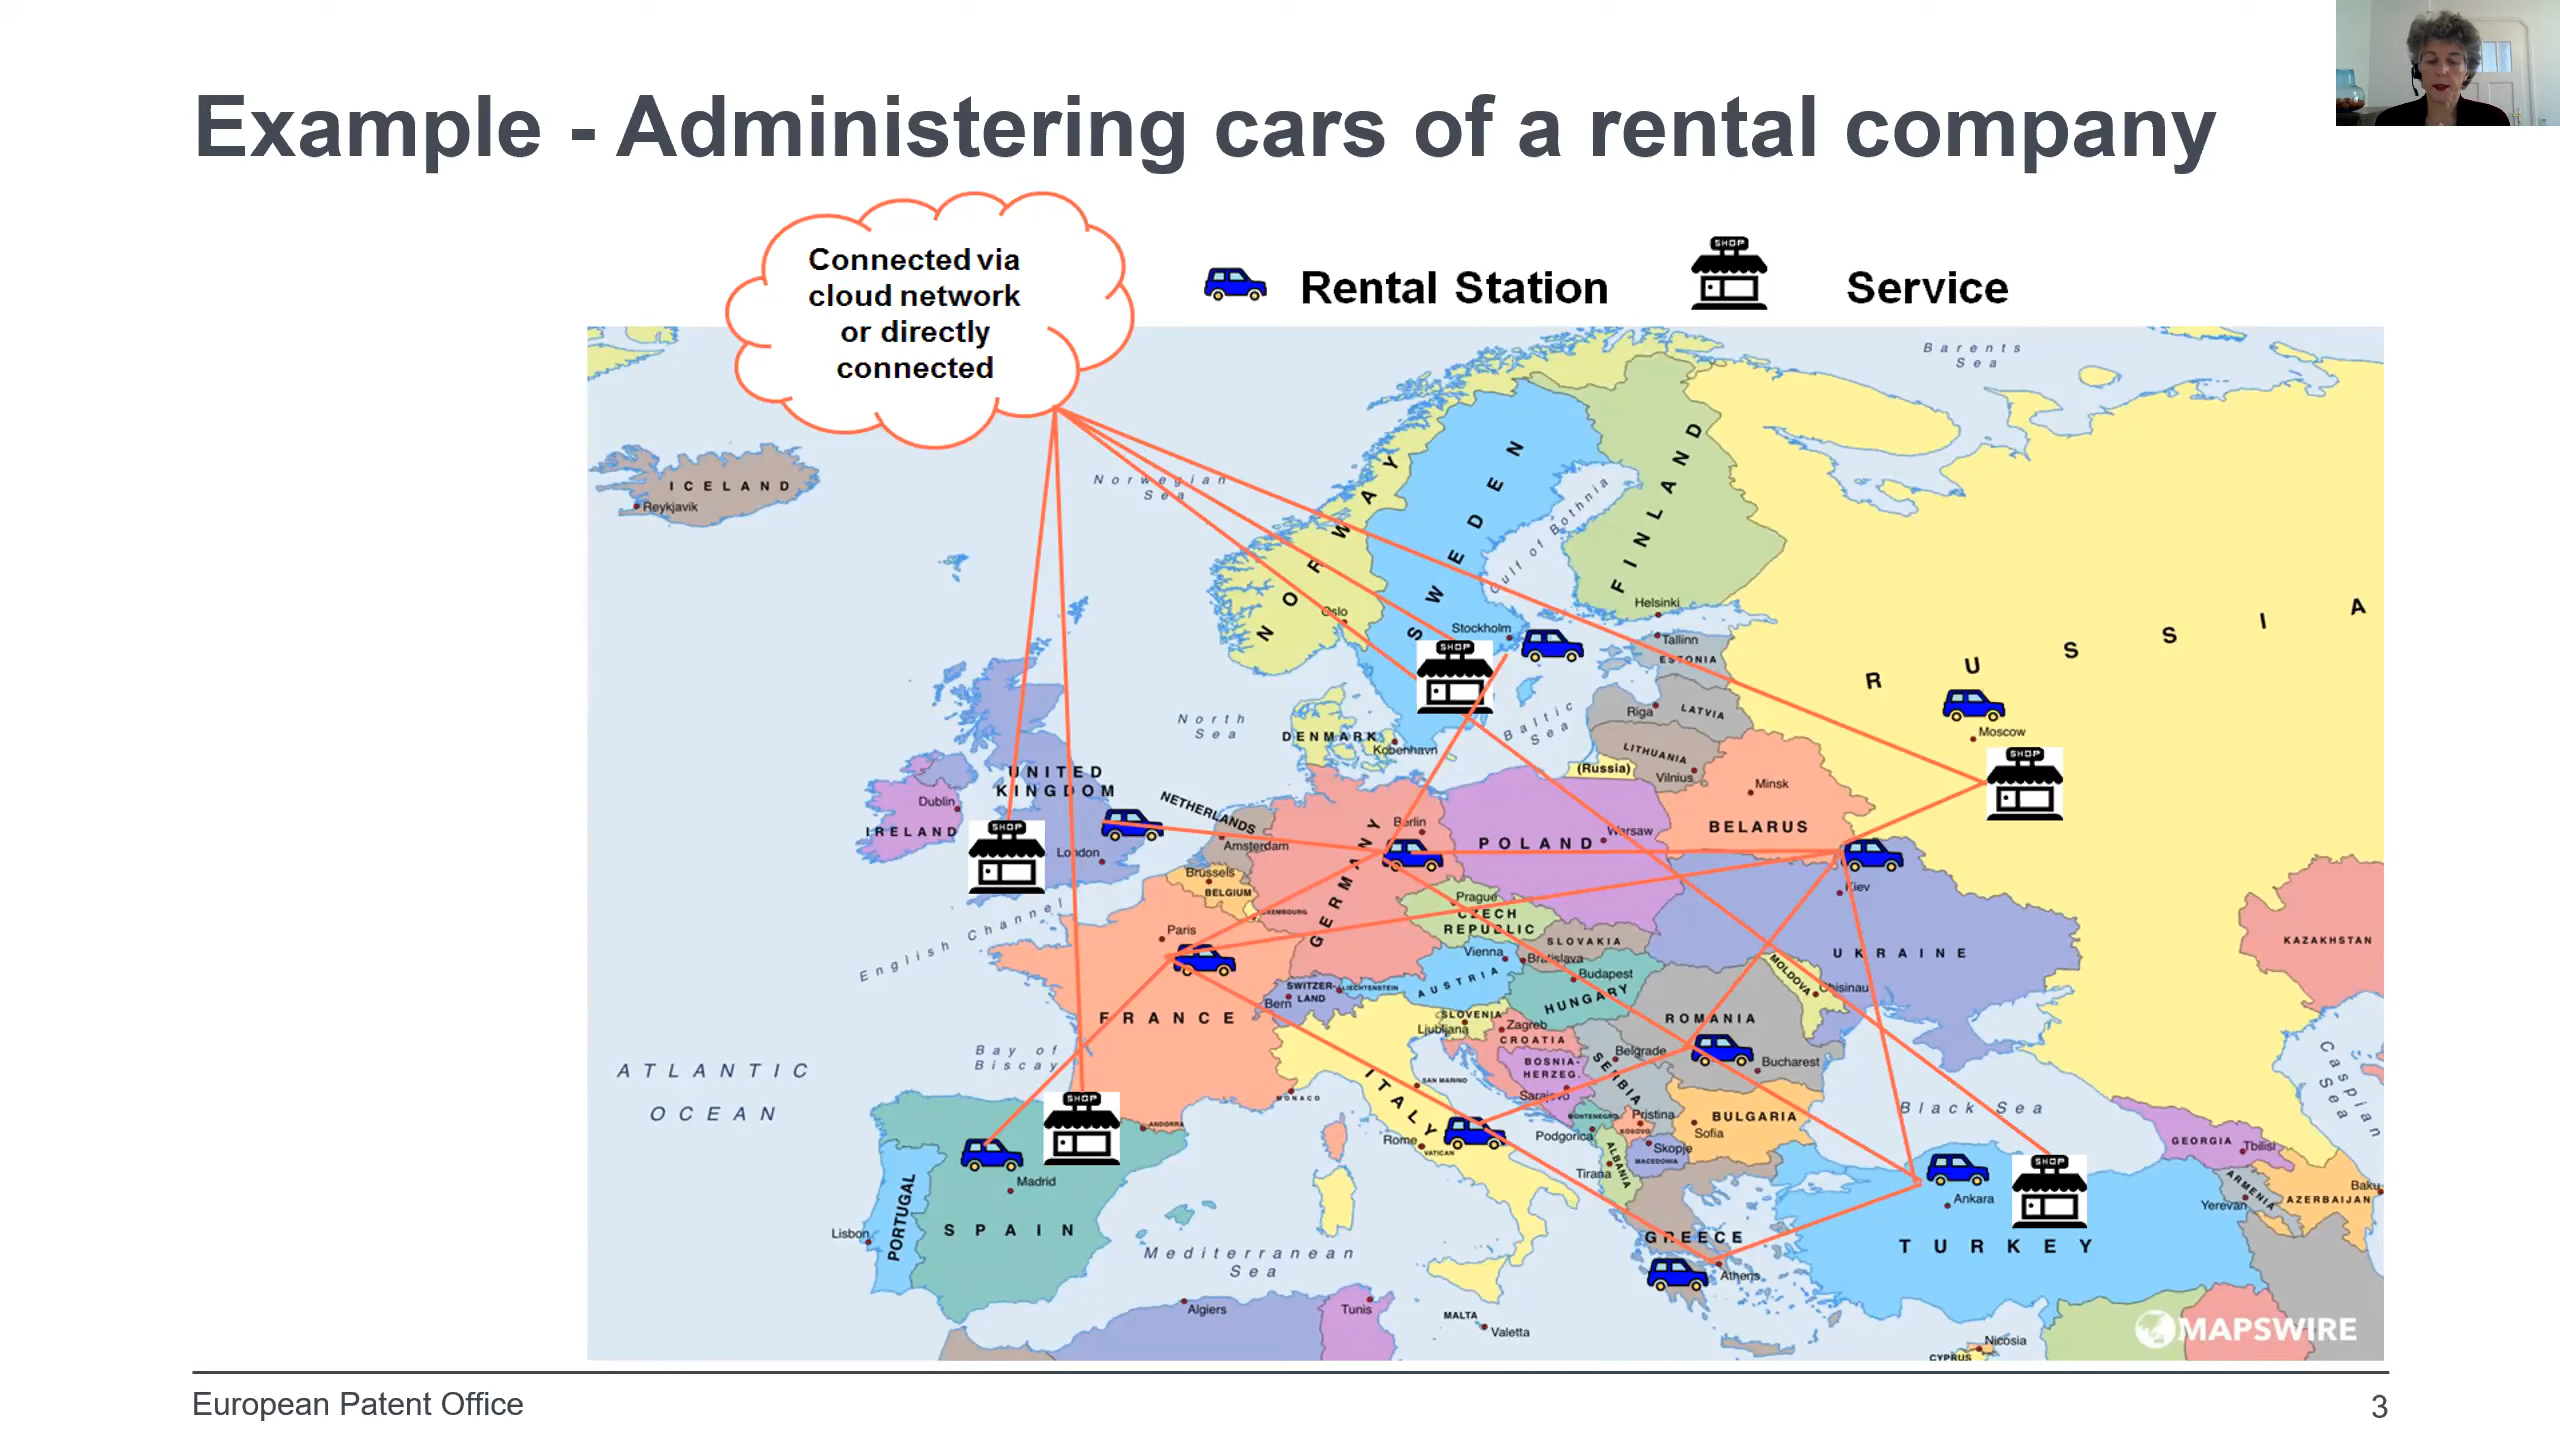 Example - Administering cars of a rental company
Connected via
cloud network
or directly
connected
SHOP
Rental Station
Service
Barents
Sea
ICELAND
Reykjavik
Norwegian
Sea
NORWAY
SWEDEN
FINLAND
Gulf of Bothnia
Oslo
Helsinki
Stockholm
Tallinn
ESTONIA
RUSSIA
SHOP
Moscow
SHOP
North
Sea
Baltic
Sea
Riga
LATVIA
DENMARK
København
LITHUANIA
Vilnius
(Russia)
Minsk
BELARUS
UNITED
KINGDOM
Dublin
IRELAND
SHOP
London
NETHERLANDS
Amsterdam
Berlin
GERMANY
POLAND
Warsaw
Kiev
UKRAINE
KAZAKHSTAN
Brussels
BELGIUM
English Channel
Paris
Prague
CZECH
REPUBLIC
SLOVAKIA
Vienna
Bratislava
AUSTRIA
Budapest
HUNGARY
MOLDOVA
Chisinau
SWITZER-
LAND
LIECHTENSTEIN
Bern
FRANCE
SLOVENIA
Ljubljana
Zagreb
CROATIA
ROMANIA
Bay of
Biscay
BOSNIA-
HERZEG.
Belgrade
SERBIA
Bucharest
Caspian
Sea
ATLANTIC
OCEAN
ITALY
SAN MARINO
MONACO
Sarajevo
MONTENEGRO
Pristina
KOSOVO
BULGARIA
Sofia
Black Sea
SHOP
ANDORRA
Rome
VATICAN
Podgorica
Skopje
MACEDONIA
Tirana
ALBANIA
GEORGIA
Tbilisi
SHOP
Madrid
Ankara
ARMENIA
Yerevan
AZERBAIJAN
Baku
Lisbon
PORTUGAL
SPAIN
Mediterranean
Sea
GREECE
Athens
TURKEY
Algiers
Tunis
MALTA
Valetta
Nicosia
CYPRUS
MAPSWIRE
European Patent Office
3